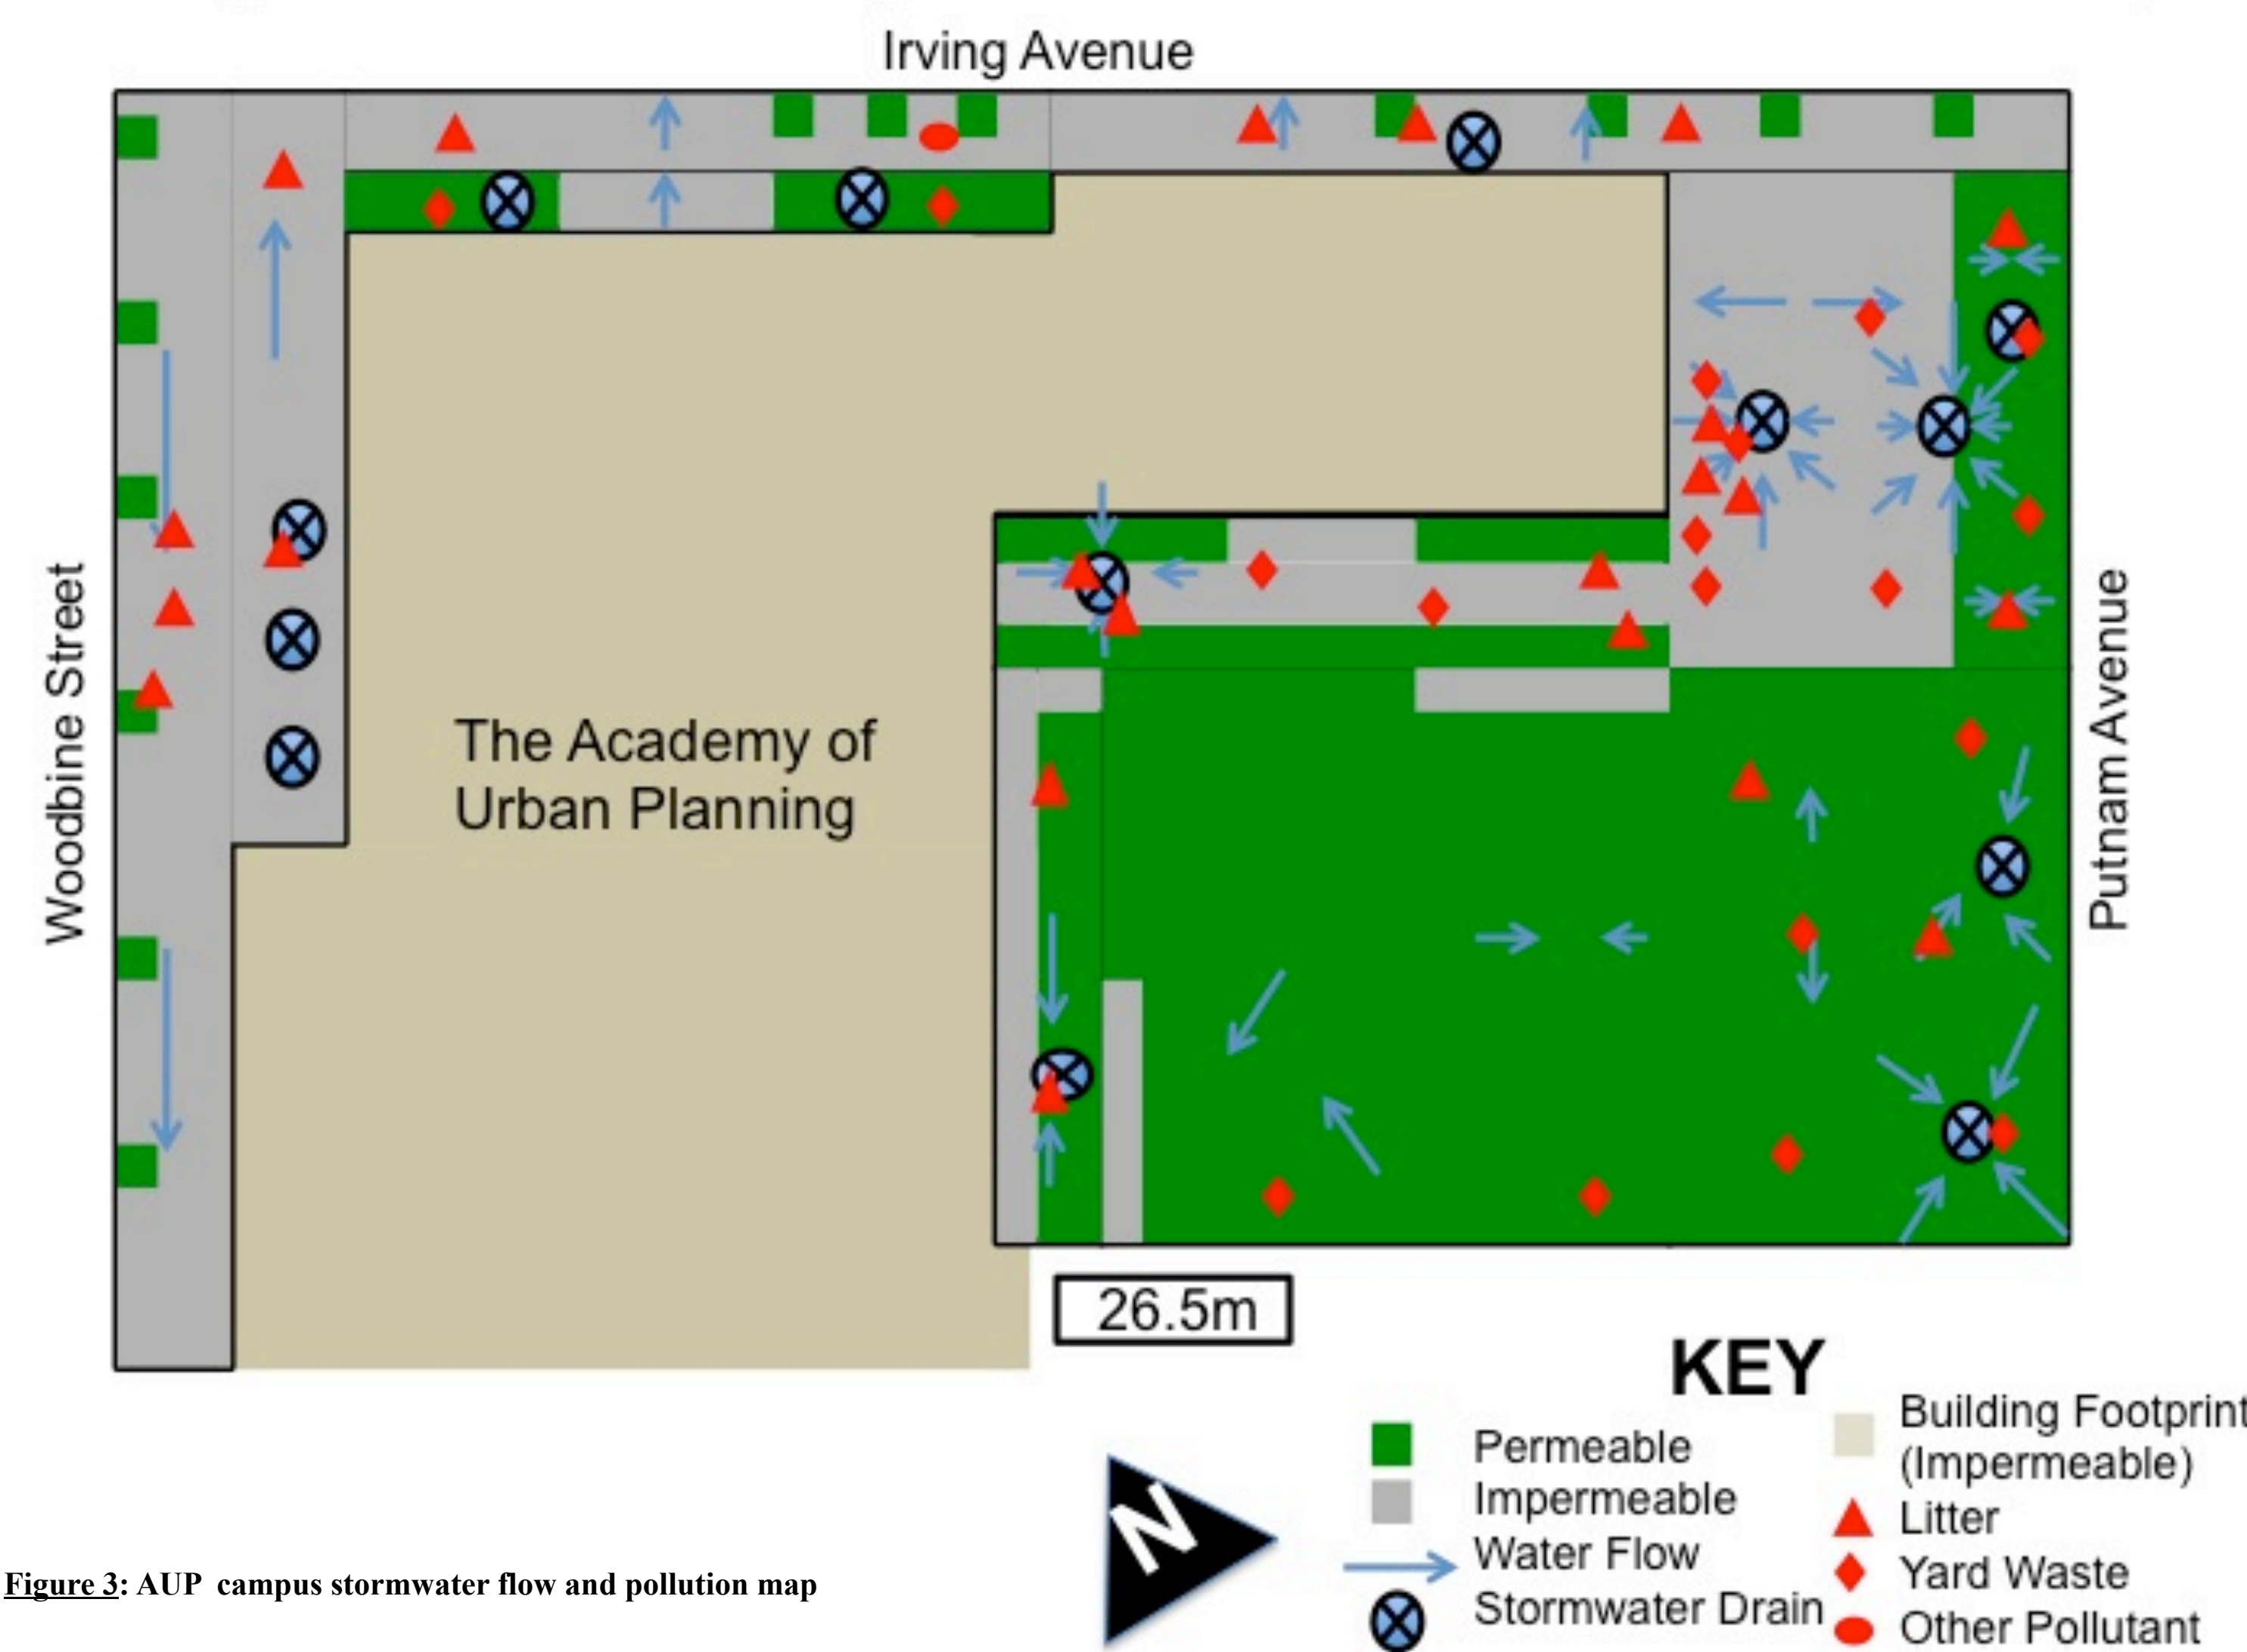 Irving Avenue
Woodbine Street
The Academy of
Urban Planning
Putnam Avenue
26.5m
KEY
Permeable
Impermeable
Water Flow
Stormwater Drain
Building Footprint
(Impermeable)
Litter
Yard Waste
Other Pollutant
N
Figure 3: AUP campus stormwater flow and pollution map